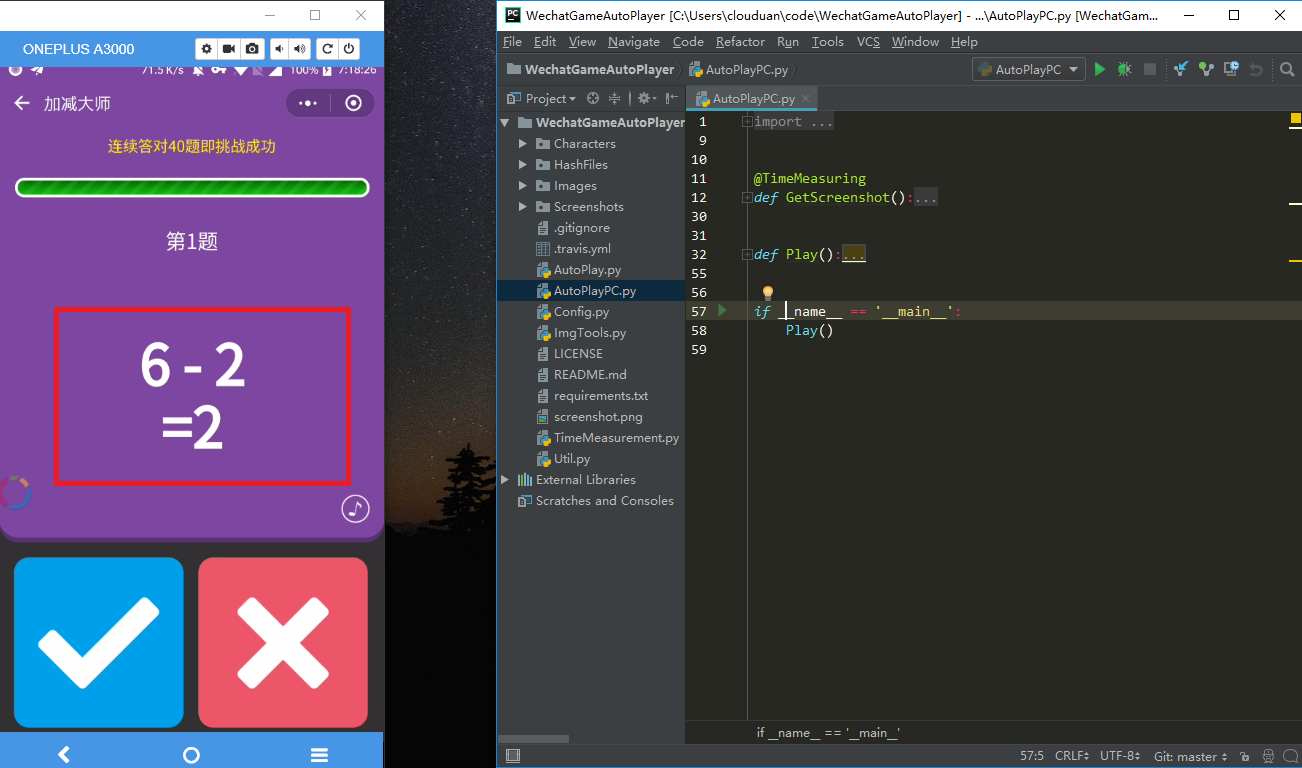 ONEPLUS A3000
71.5 K/s
100%
7:18:26
加减大师
连续答对40题即挑战成功
第1题
6 - 2
=2
PC
WechatGameAutoPlayer [C:\Users\clouduan\code\WechatGameAutoPlayer] - ...\AutoPlayPC.py [WechatGam...
File Edit View Navigate Code Refactor Run Tools VCS Window Help
WechatGameAutoPlayer
AutoPlayPC.py
AutoPlayPC
Project
AutoPlayPC.py
WechatGameAutoPlayer
Characters
HashFiles
Images
Screenshots
.gitignore
.travis.yml
AutoPlay.py
AutoPlayPC.py
Config.py
ImgTools.py
LICENSE
README.md
requirements.txt
screenshot.png
TimeMeasurement.py
Util.py
External Libraries
Scratches and Consoles
1 import ...
9
10
11 @TimeMeasuring
12 def GetScreenshot():...
30
31
32 def Play():...
55
56
57 if __name__ == '__main__':
58 Play()
59
if __name__ == '__main__'
57:5 CRLF UTF-8 Git: master